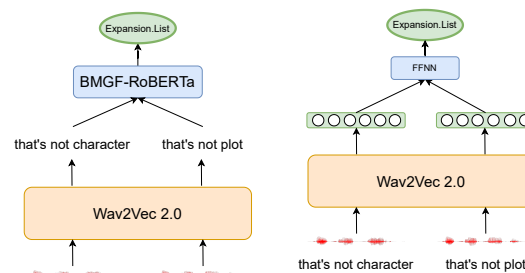 Expansion.List
BMGF-RoBERTa
that's not character
that's not plot
Wav2Vec 2.0
Expansion.List
FFNN
Wav2Vec 2.0
that's not character
that's not plot